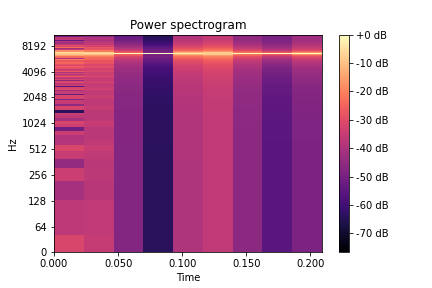 Power spectrogram
8192
4096
2048
1024
512
256
128
64
0
Hz
0.000 0.050 0.100 0.150 0.200
Time
+0 dB
-10 dB
-20 dB
-30 dB
-40 dB
-50 dB
-60 dB
-70 dB